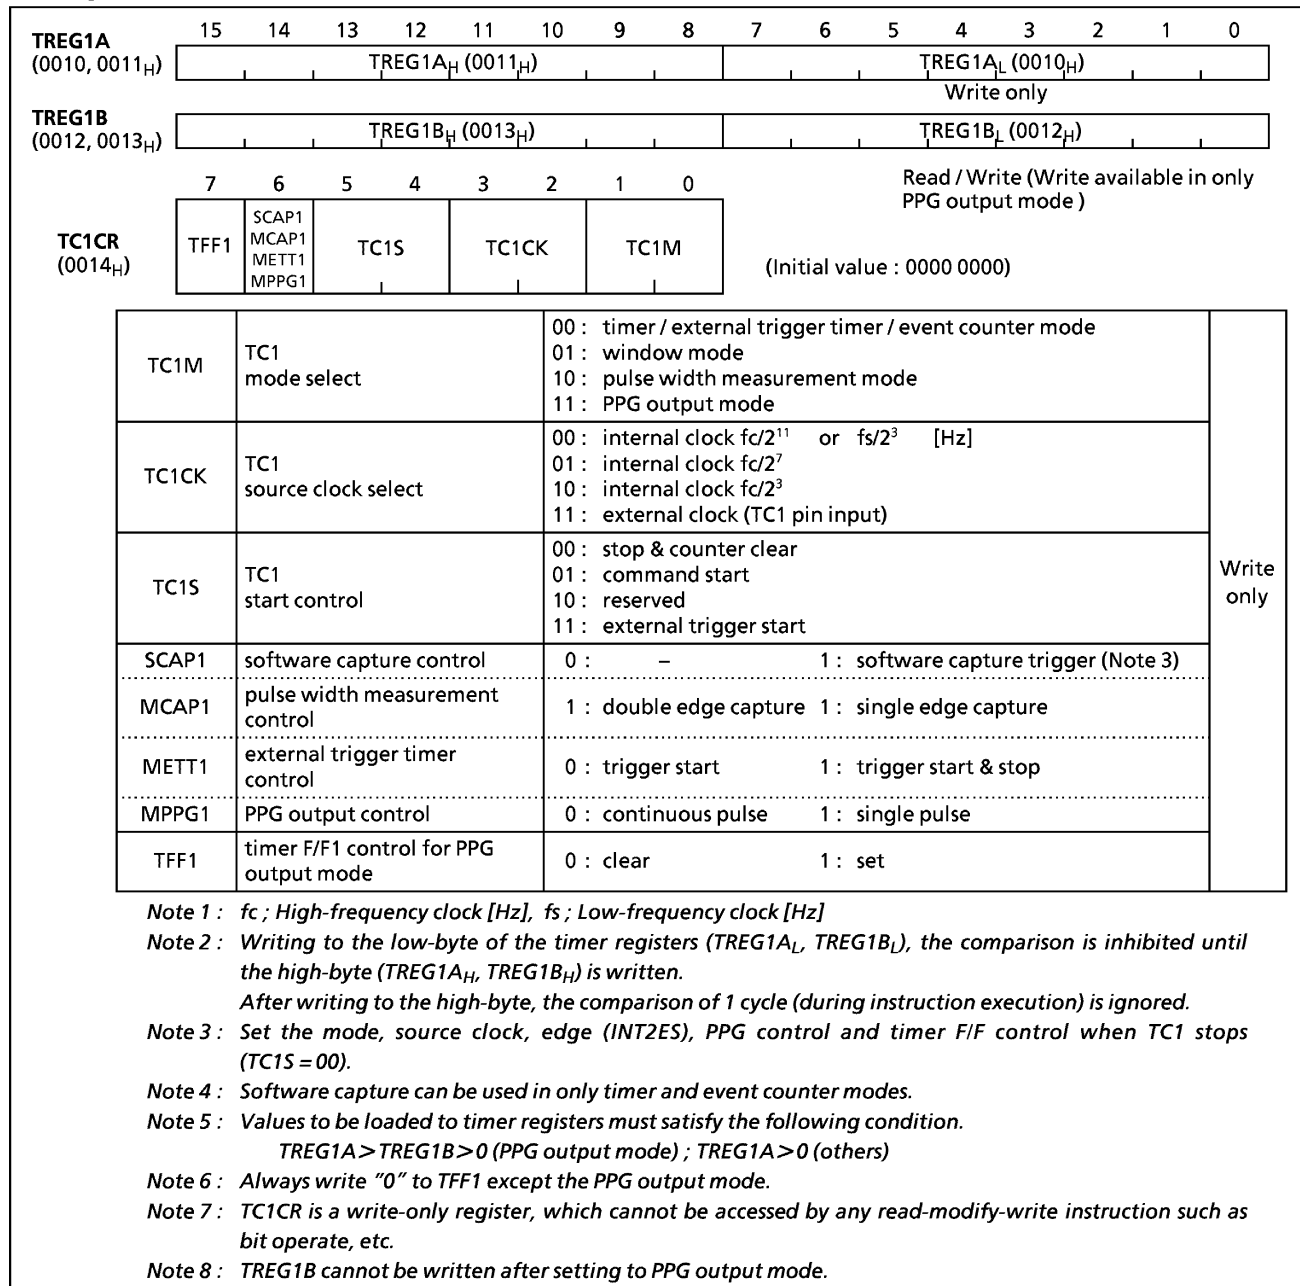 15 14 13 12 11 10 9 8 7 6 5 4 3 2 1 0
TREG1A
(0010, 0011H) TREG1AH (0011H) TREG1AL (0010H)
Write only
TREG1B
(0012, 0013H) TREG1BH (0013H) TREG1BL (0012H)
7 6 5 4 3 2 1 0 Read / Write (Write available in only
PPG output mode )
TC1CR
(0014H) TFF1 SCAP1
MCAP1
METT1
MPPG1
TC1S TC1CK TC1M
(Initial value : 0000 0000)
TC1M TC1
mode select
00 : timer / external trigger timer / event counter mode
01 : window mode
10 : pulse width measurement mode
11 : PPG output mode
TC1CK TC1
source clock select
00 : internal clock fc/2¹¹ or fs/2³ [Hz]
01 : internal clock fc/2⁷
10 : internal clock fc/2³
11 : external clock (TC1 pin input)
TC1S TC1
start control
00 : stop & counter clear
01 : command start
10 : reserved
11 : external trigger start
Write
only
SCAP1 software capture control 0 : – 1 : software capture trigger (Note 3)
MCAP1 pulse width measurement
control
1 : double edge capture 1 : single edge capture
METT1 external trigger timer
control
0 : trigger start 1 : trigger start & stop
MPPG1 PPG output control 0 : continuous pulse 1 : single pulse
TFF1 timer F/F1 control for PPG
output mode
0 : clear 1 : set
Note 1 : fc ; High-frequency clock [Hz], fs ; Low-frequency clock [Hz]
Note 2 : Writing to the low-byte of the timer registers (TREG1AL, TREG1BL), the comparison is inhibited until
the high-byte (TREG1AH, TREG1BH) is written.
After writing to the high-byte, the comparison of 1 cycle (during instruction execution) is ignored.
Note 3 : Set the mode, source clock, edge (INT2ES), PPG control and timer F/F control when TC1 stops
(TC1S = 00).
Note 4 : Software capture can be used in only timer and event counter modes.
Note 5 : Values to be loaded to timer registers must satisfy the following condition.
TREG1A > TREG1B > 0 (PPG output mode) ; TREG1A > 0 (others)
Note 6 : Always write "0" to TFF1 except the PPG output mode.
Note 7 : TC1CR is a write-only register, which cannot be accessed by any read-modify-write instruction such as
bit operate, etc.
Note 8 : TREG1B cannot be written after setting to PPG output mode.